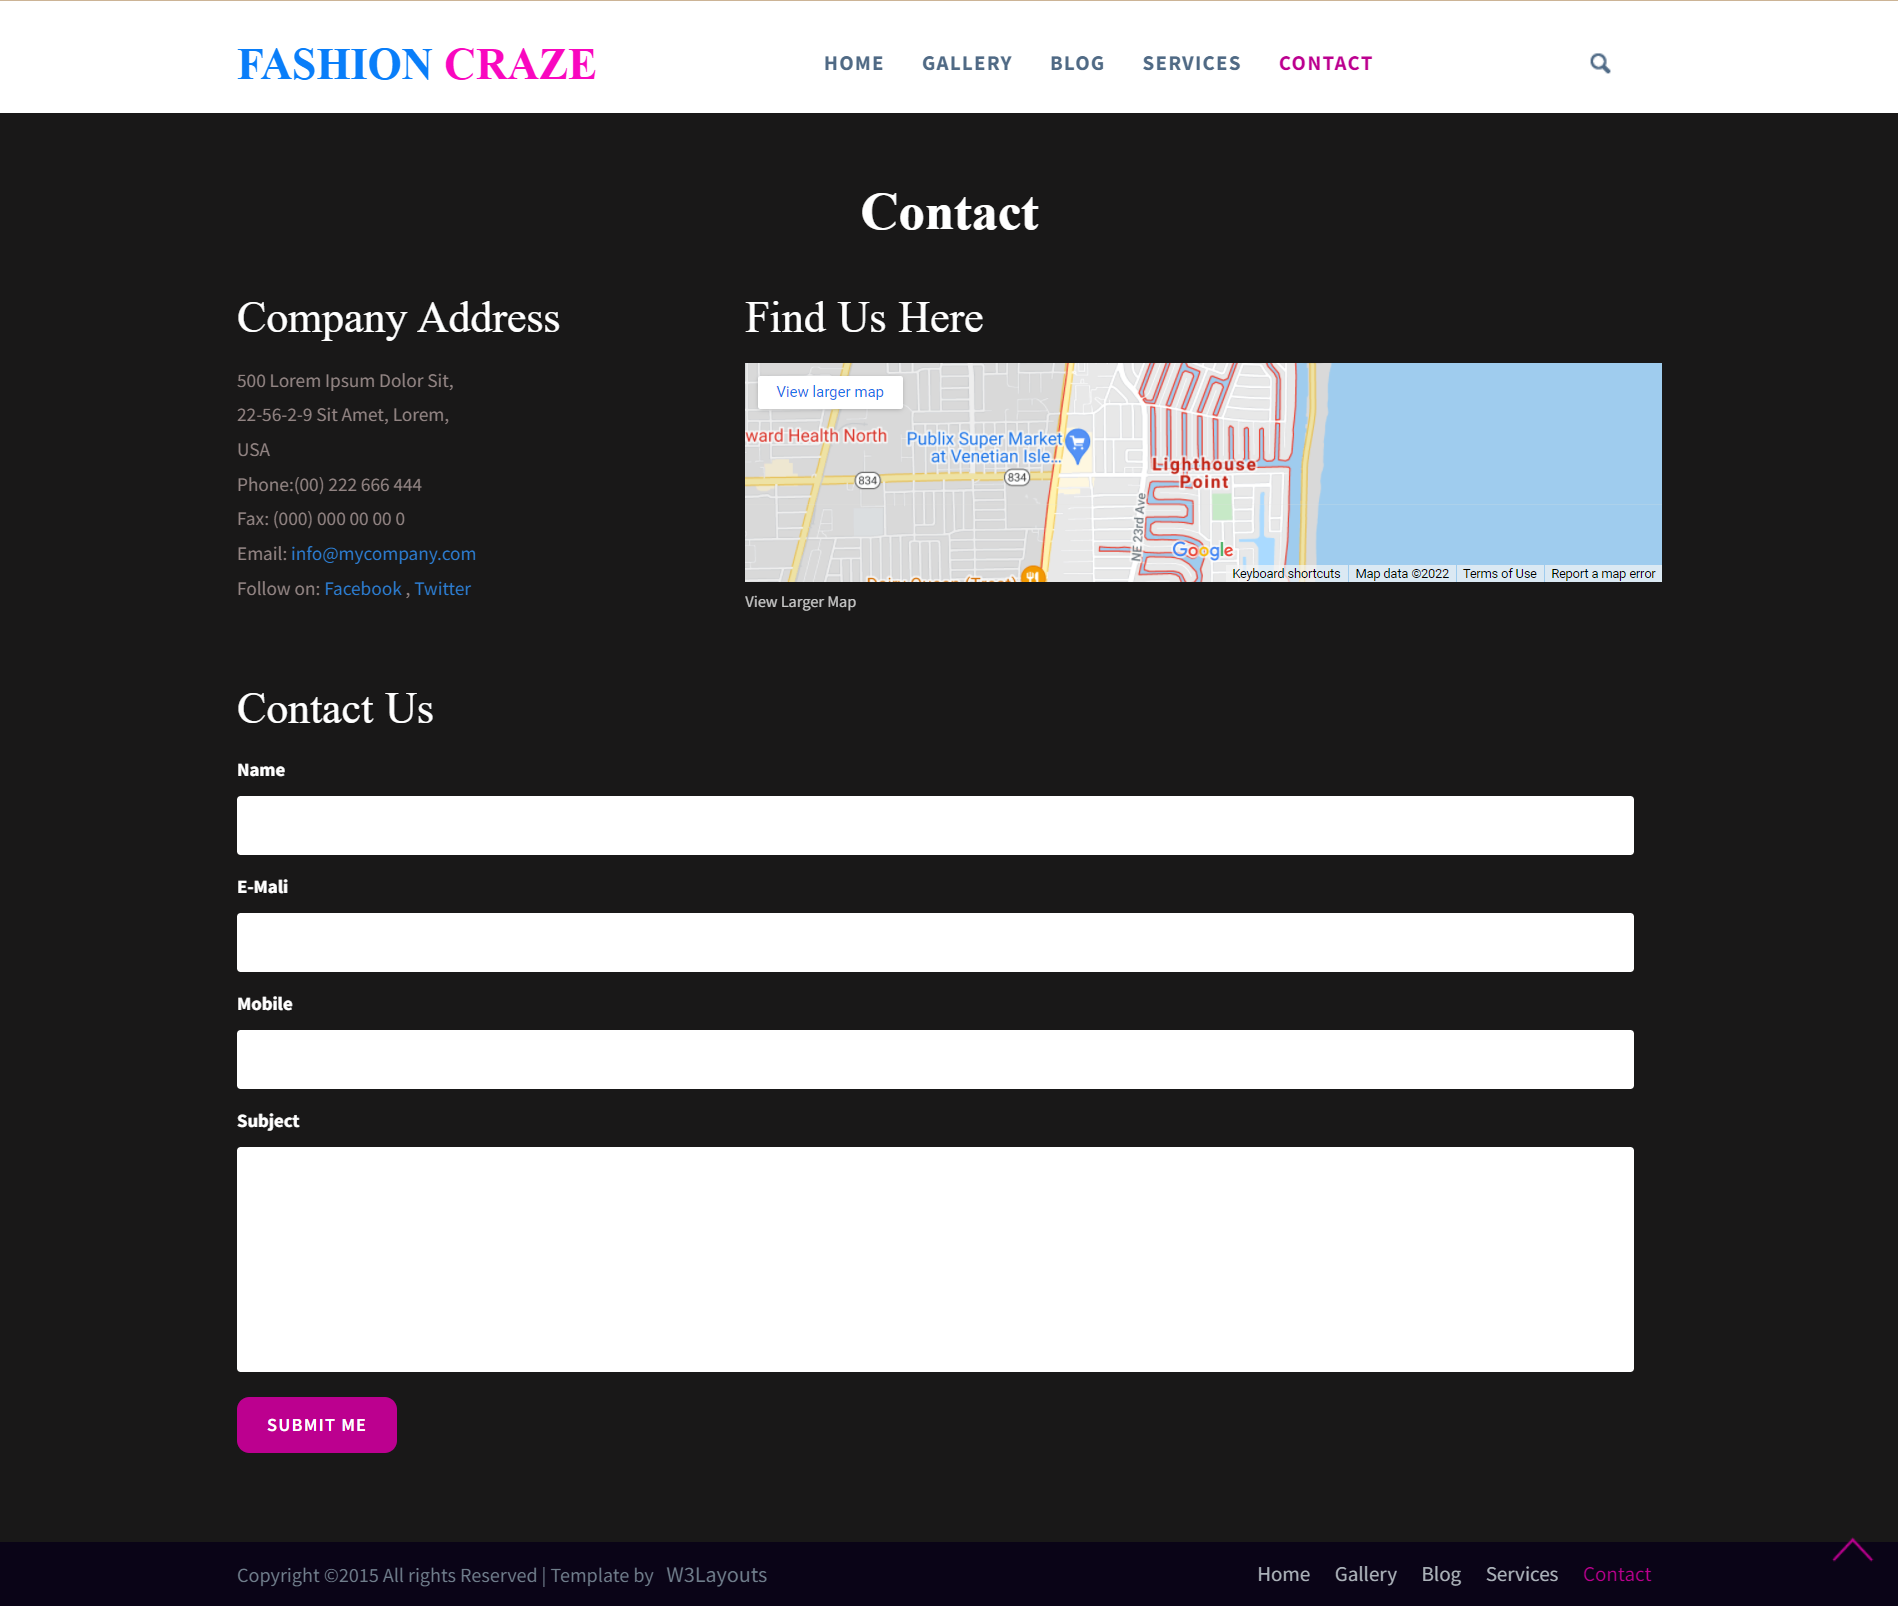 FASHION CRAZE
HOME GALLERY BLOG SERVICES CONTACT
Contact
Company Address
500 Lorem Ipsum Dolor Sit,
22-56-2-9 Sit Amet, Lorem,
USA
Phone:(00) 222 666 444
Fax: (000) 000 00 00 0
Email: info@mycompany.com
Follow on: Facebook , Twitter
Find Us Here
View larger map
ward Health North
Publix Super Market
at Venetian Isle...
834
834
Lighthouse
Point
NE 23rd Ave
Google
Keyboard shortcuts Map data ©2022 Terms of Use Report a map error
View Larger Map
Contact Us
Name
E-Mali
Mobile
Subject
SUBMIT ME
Copyright ©2015 All rights Reserved | Template by W3Layouts
Home Gallery Blog Services Contact